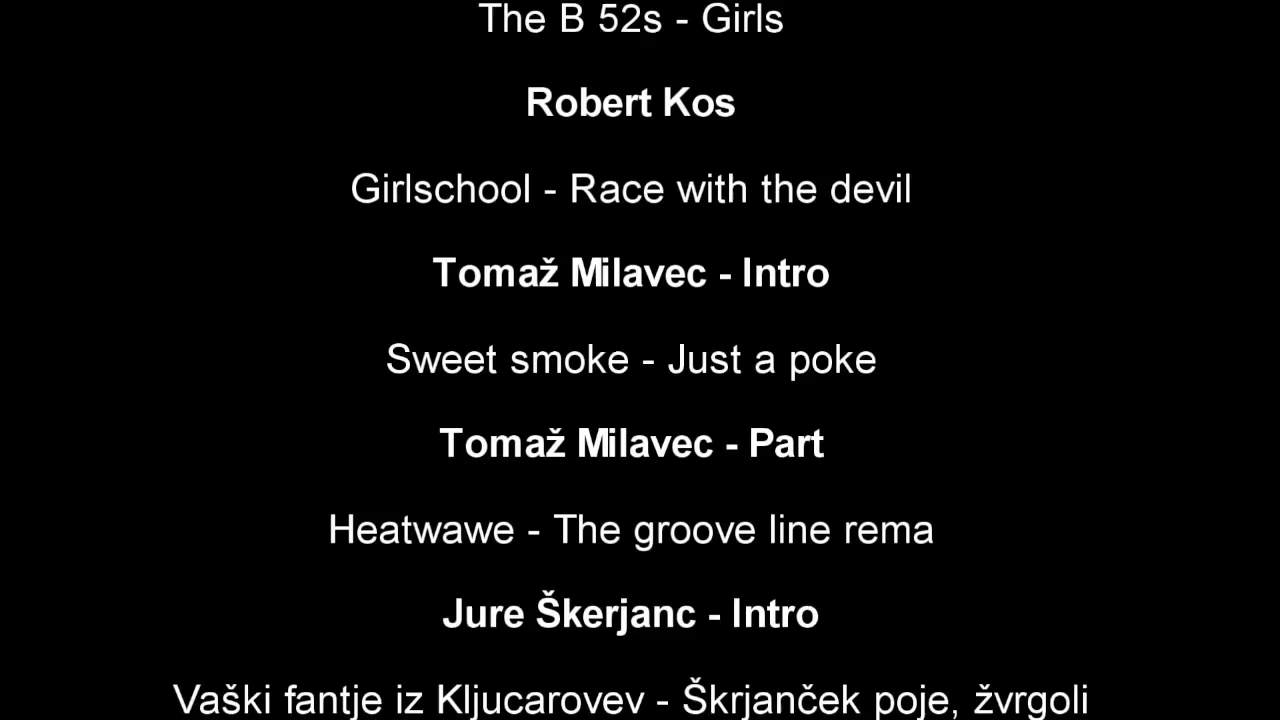 The B 52s - Girls
Robert Kos
Girlschool - Race with the devil
Tomaž Milavec - Intro
Sweet smoke - Just a poke
Tomaž Milavec - Part
Heatwawe - The groove line rema
Jure Škerjanc - Intro
Vaški fantje iz Kljucarovev - Škrjanček poje, žvrgoli